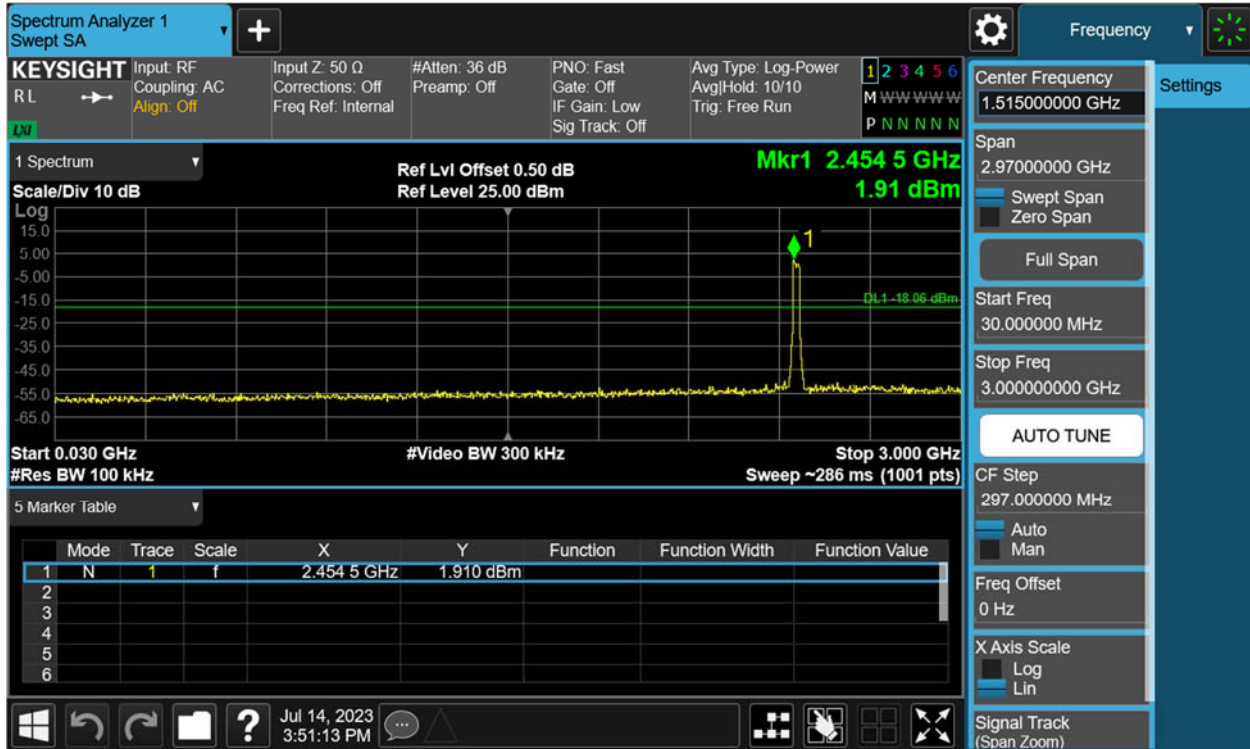 Spectrum Analyzer 1
Swept SA
Frequency
KEYSIGHT
RL
LXI
Input: RF
Coupling: AC
Align: Off
Input Z: 50 Ω
Corrections: Off
Freq Ref: Internal
#Atten: 36 dB
Preamp: Off
PNO: Fast
Gate: Off
IF Gain: Low
Sig Track: Off
Avg Type: Log-Power
Avg|Hold: 10/10
Trig: Free Run
1 2 3 4 5 6
M W W W W W
P N N N N N
1 Spectrum
Scale/Div 10 dB
Ref Lvl Offset 0.50 dB
Ref Level 25.00 dBm
Mkr1 2.454 5 GHz
1.91 dBm
Log
15.0
5.00
-5.00
-15.0
-25.0
-35.0
-45.0
-55.0
-65.0
1
DL1 -18.06 dBm
Start 0.030 GHz
#Video BW 300 kHz
Stop 3.000 GHz
#Res BW 100 kHz
Sweep ~286 ms (1001 pts)
5 Marker Table
Mode Trace Scale X Y Function Function Width Function Value
1 N 1 f 2.454 5 GHz 1.910 dBm
2
3
4
5
6
Jul 14, 2023
3:51:13 PM
Center Frequency
1.515000000 GHz
Settings
Span
2.97000000 GHz
Swept Span
Zero Span
Full Span
Start Freq
30.000000 MHz
Stop Freq
3.000000000 GHz
AUTO TUNE
CF Step
297.000000 MHz
Auto
Man
Freq Offset
0 Hz
X Axis Scale
Log
Lin
Signal Track
(Span Zoom)